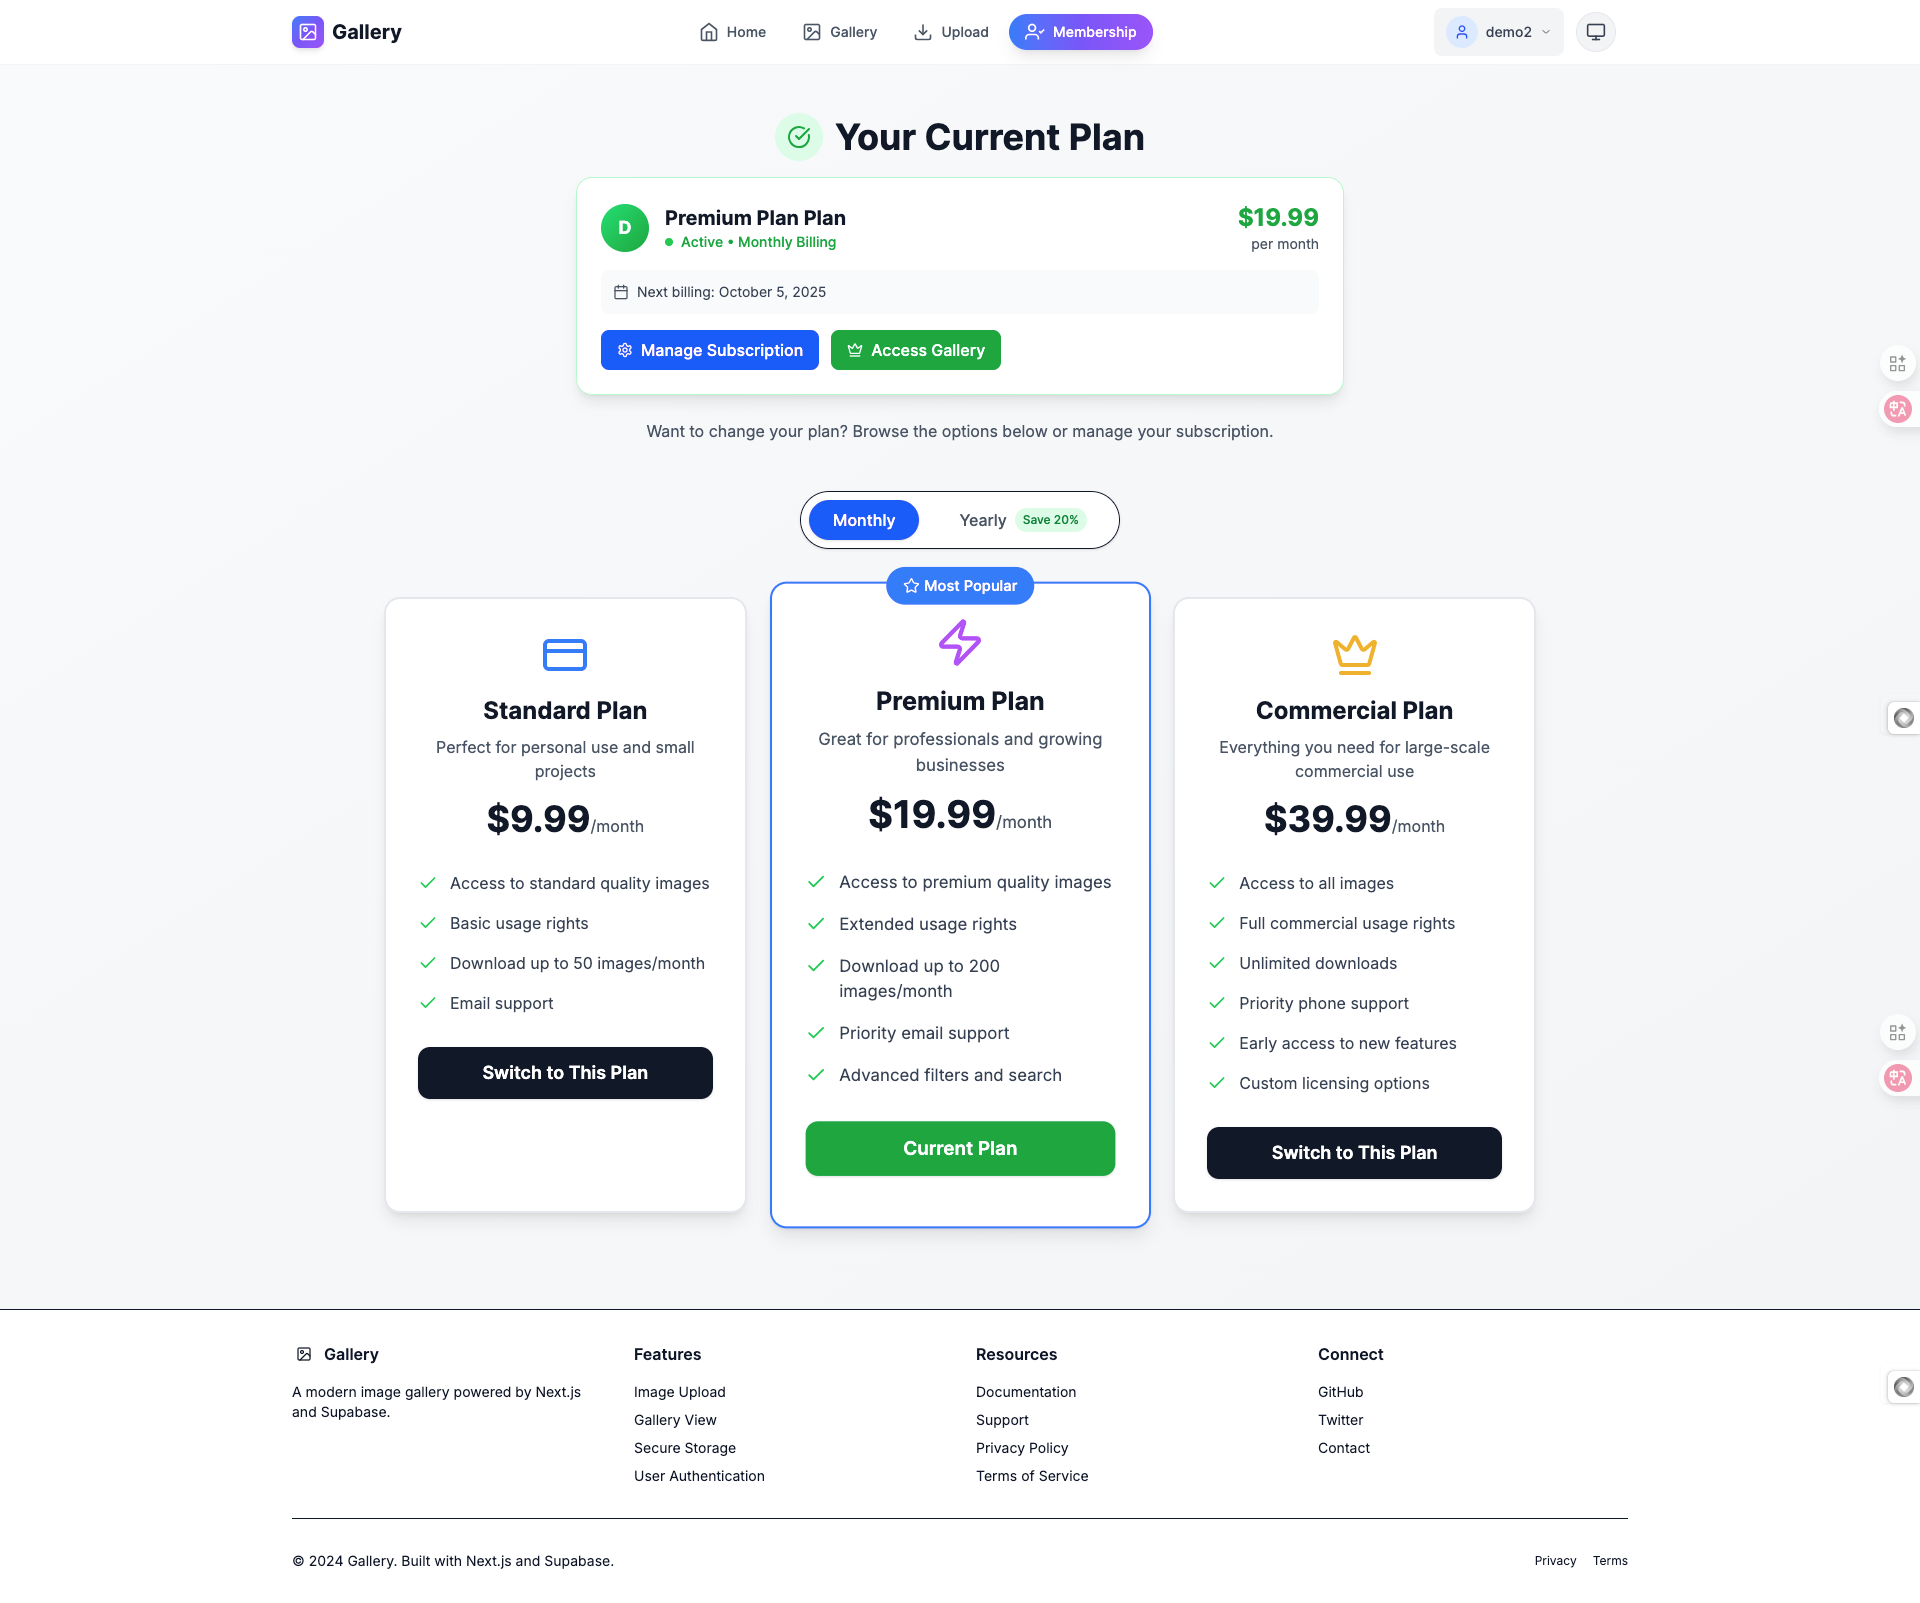 Gallery
Home
Gallery
Upload
Membership
demo2
Your Current Plan
D
Premium Plan Plan
Active • Monthly Billing
$19.99
per month
Next billing: October 5, 2025
Manage Subscription
Access Gallery
Want to change your plan? Browse the options below or manage your subscription.
Monthly
Yearly
Save 20%
Standard Plan
Perfect for personal use and small
projects
$9.99/month
Access to standard quality images
Basic usage rights
Download up to 50 images/month
Email support
Switch to This Plan
Most Popular
Premium Plan
Great for professionals and growing
businesses
$19.99/month
Access to premium quality images
Extended usage rights
Download up to 200
images/month
Priority email support
Advanced filters and search
Current Plan
Commercial Plan
Everything you need for large-scale
commercial use
$39.99/month
Access to all images
Full commercial usage rights
Unlimited downloads
Priority phone support
Early access to new features
Custom licensing options
Switch to This Plan
Gallery
A modern image gallery powered by Next.js
and Supabase.
Features
Image Upload
Gallery View
Secure Storage
User Authentication
Resources
Documentation
Support
Privacy Policy
Terms of Service
Connect
GitHub
Twitter
Contact
© 2024 Gallery. Built with Next.js and Supabase.
Privacy
Terms